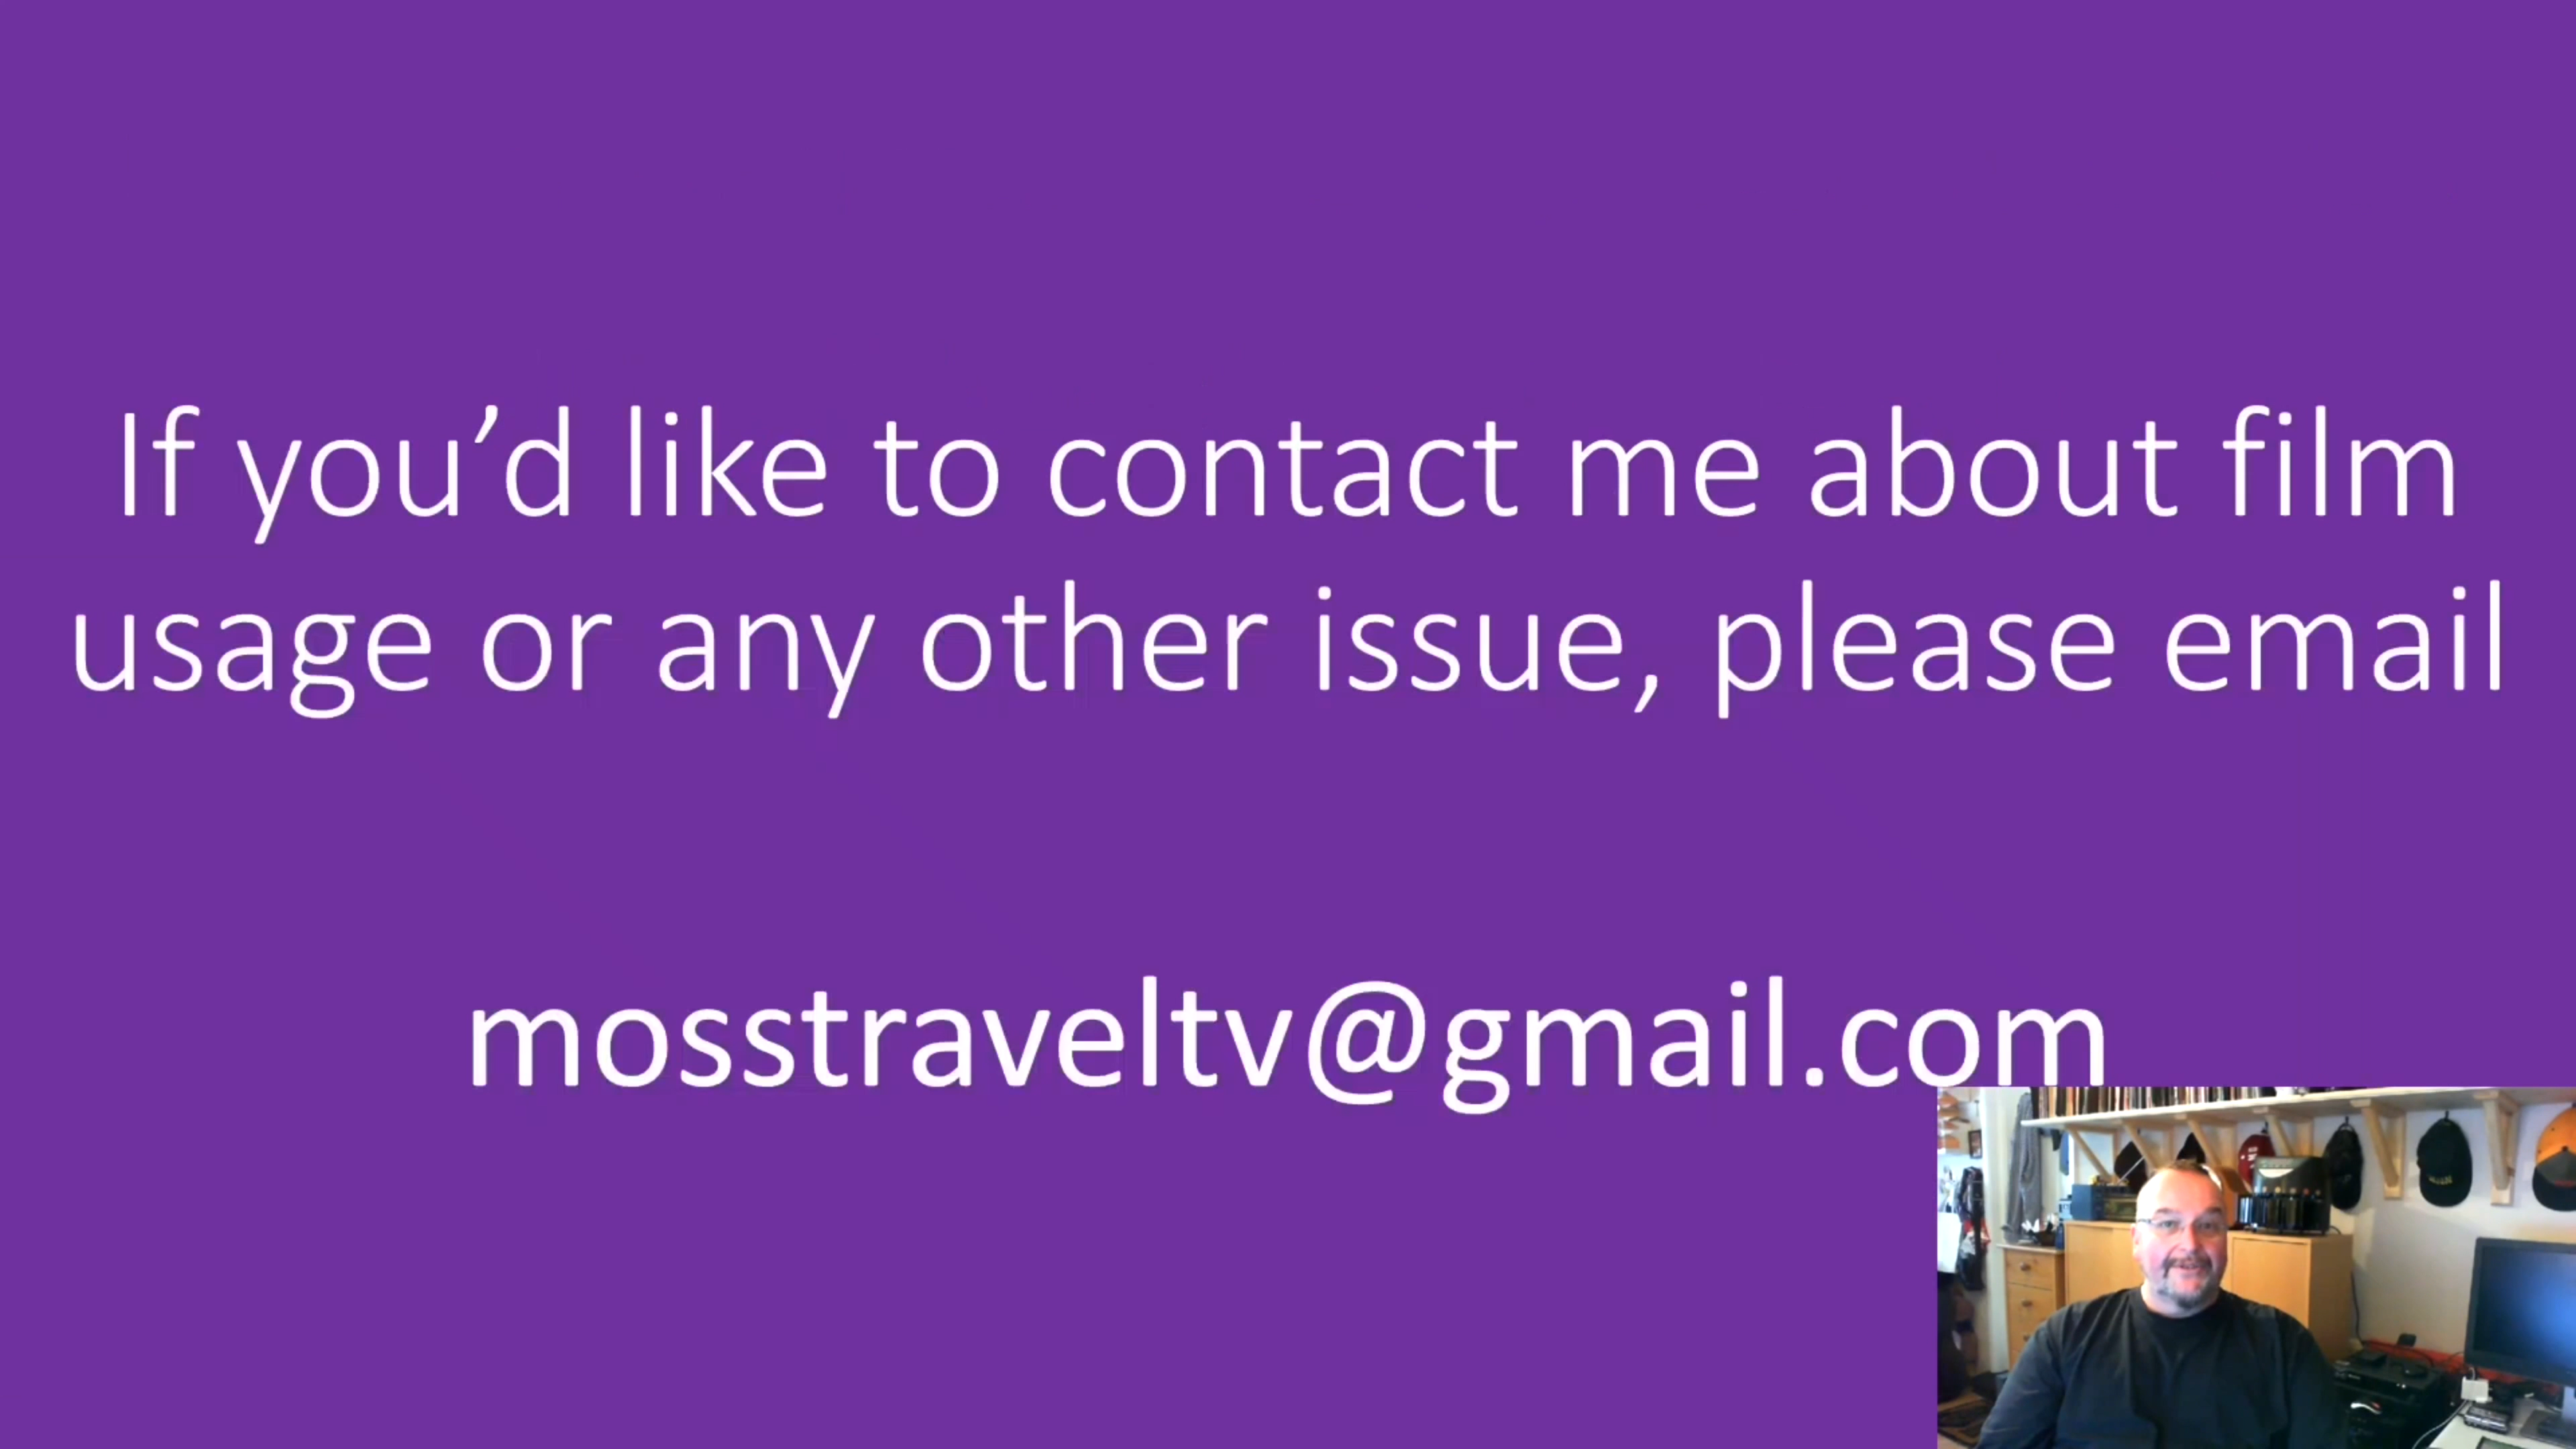 If you’d like to contact me about film
usage or any other issue, please email
mosstraveltv@gmail.com